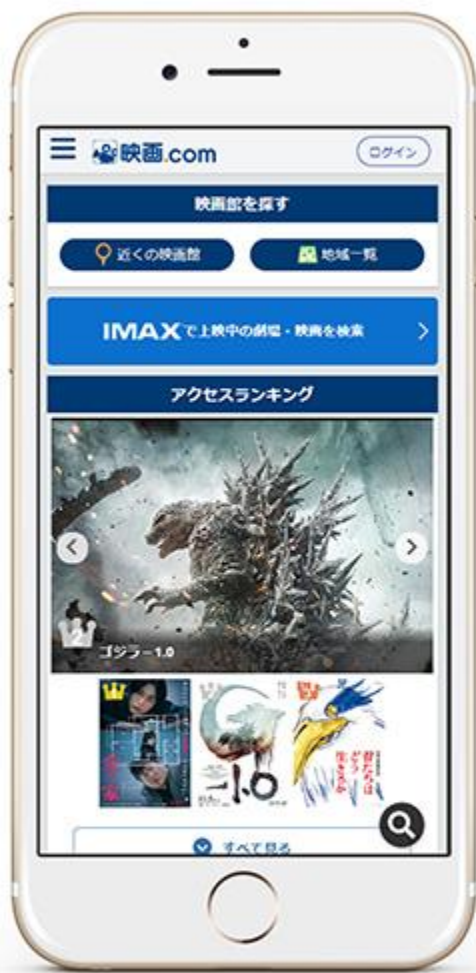 映画.com
ログイン
映画館を探す
近くの映画館
地域一覧
IMAXで上映中の劇場・映画を検索
アクセスランキング
2
ゴジラ-1.0
-1.0
君たちは
どう
生きるか
すべて見る